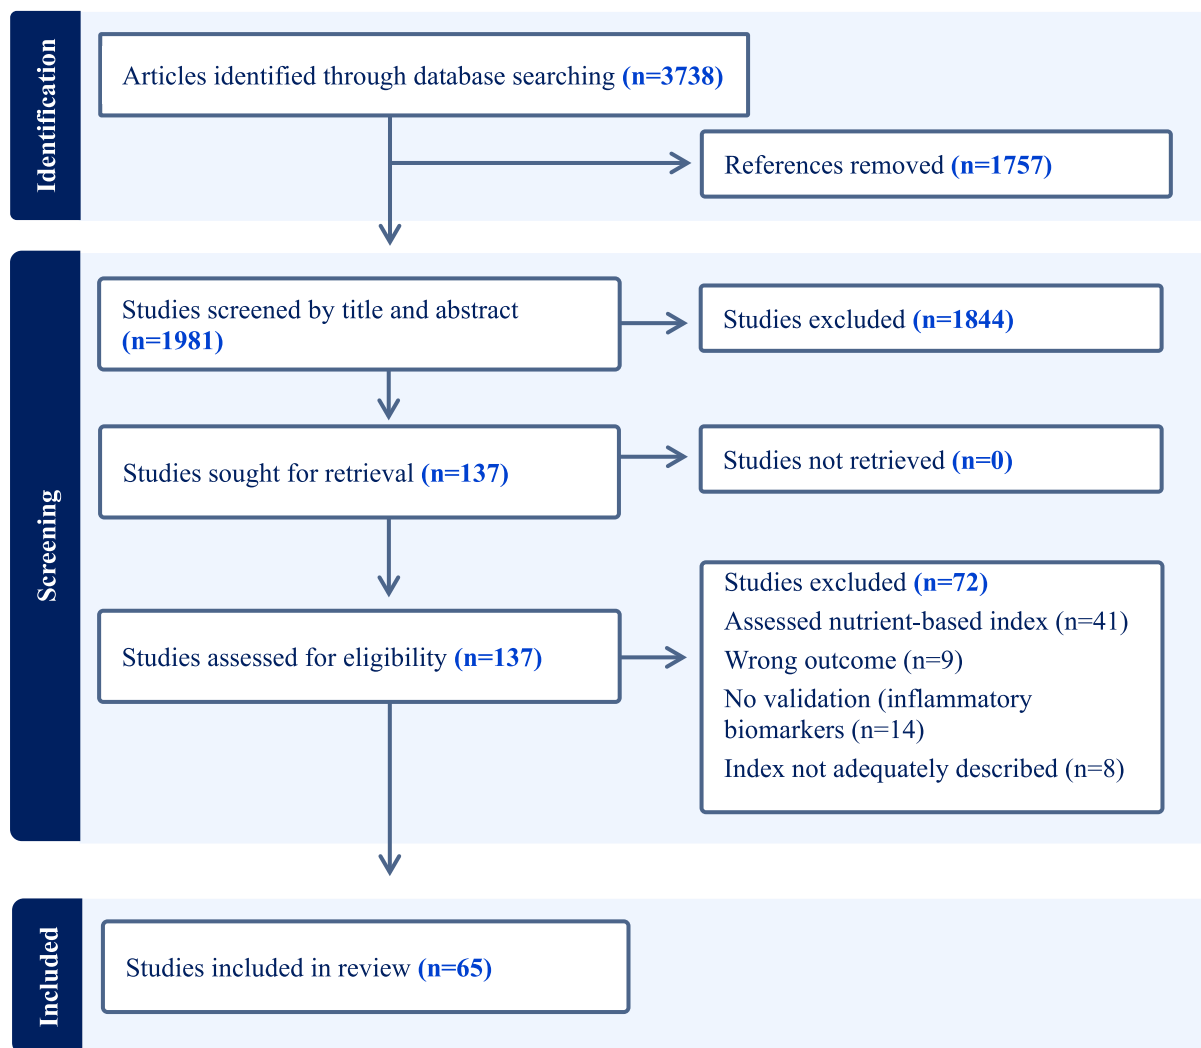 Identification
Articles identified through database searching (n=3738)
References removed (n=1757)
Screening
Studies screened by title and abstract
(n=1981)
Studies excluded (n=1844)
Studies sought for retrieval (n=137)
Studies not retrieved (n=0)
Studies assessed for eligibility (n=137)
Studies excluded (n=72)
Assessed nutrient-based index (n=41)
Wrong outcome (n=9)
No validation (inflammatory
biomarkers (n=14)
Index not adequately described (n=8)
Included
Studies included in review (n=65)